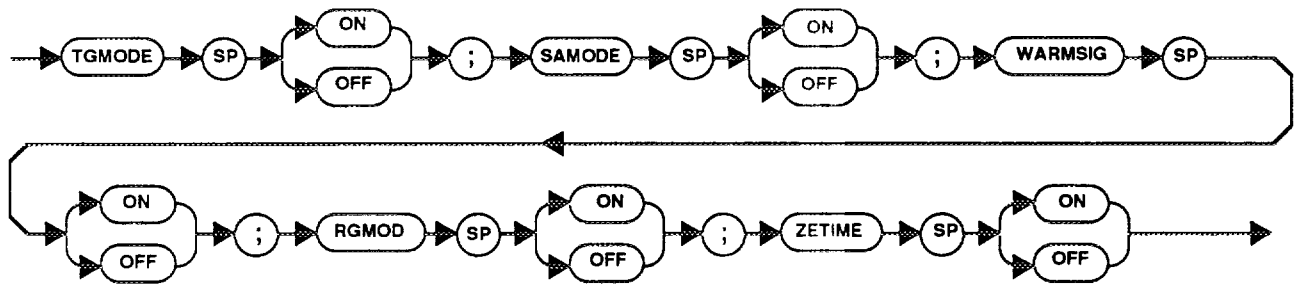 ON ON
TGMODE SP ; SAMODE SP ; WARMSIG SP
OFF OFF
ON ON ON
; RGMOD SP ; ZETIME SP
OFF OFF OFF